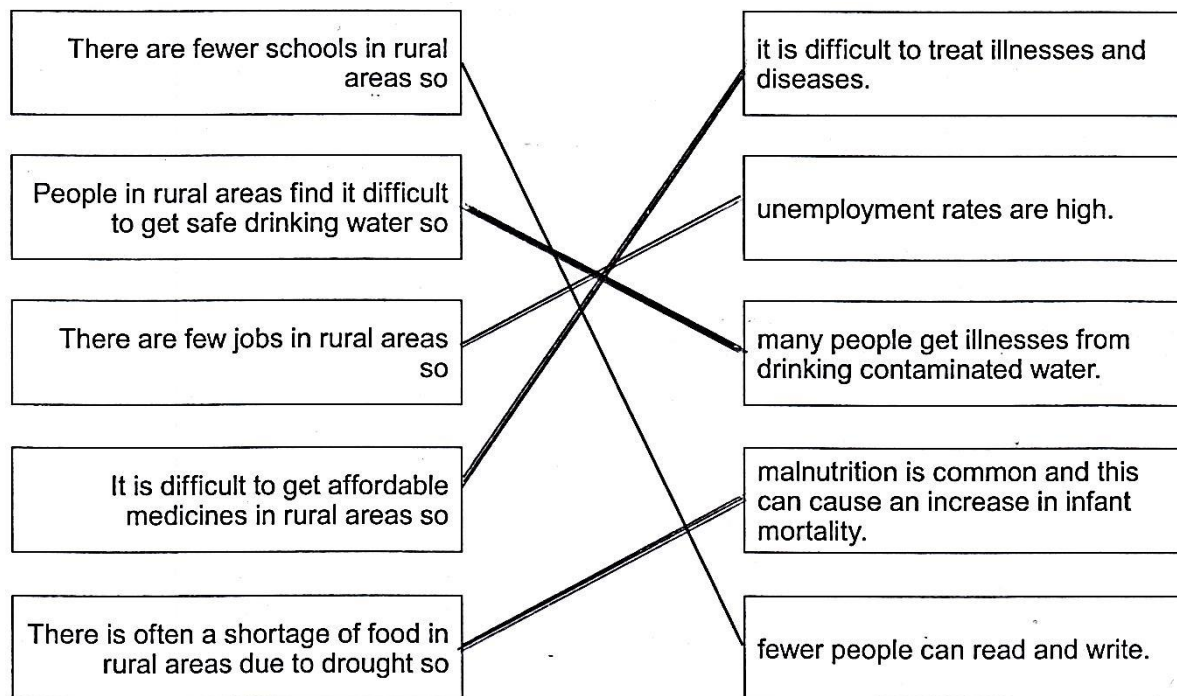 There are fewer schools in rural
areas so
it is difficult to treat illnesses and
diseases.
People in rural areas find it difficult
to get safe drinking water so
unemployment rates are high.
There are few jobs in rural areas
so
many people get illnesses from
drinking contaminated water.
It is difficult to get affordable
medicines in rural areas so
malnutrition is common and this
can cause an increase in infant
mortality.
There is often a shortage of food in
rural areas due to drought so
fewer people can read and write.